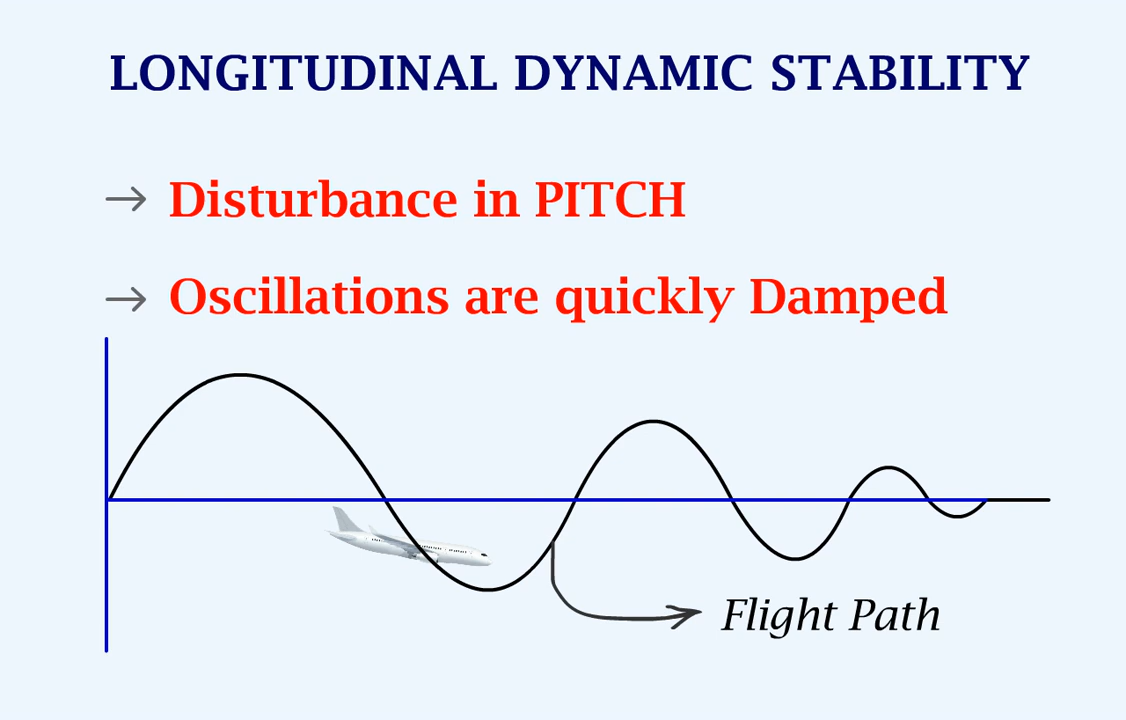 LONGITUDINAL DYNAMIC STABILITY
→ Disturbance in PITCH
→ Oscillations are quickly Damped
Flight Path